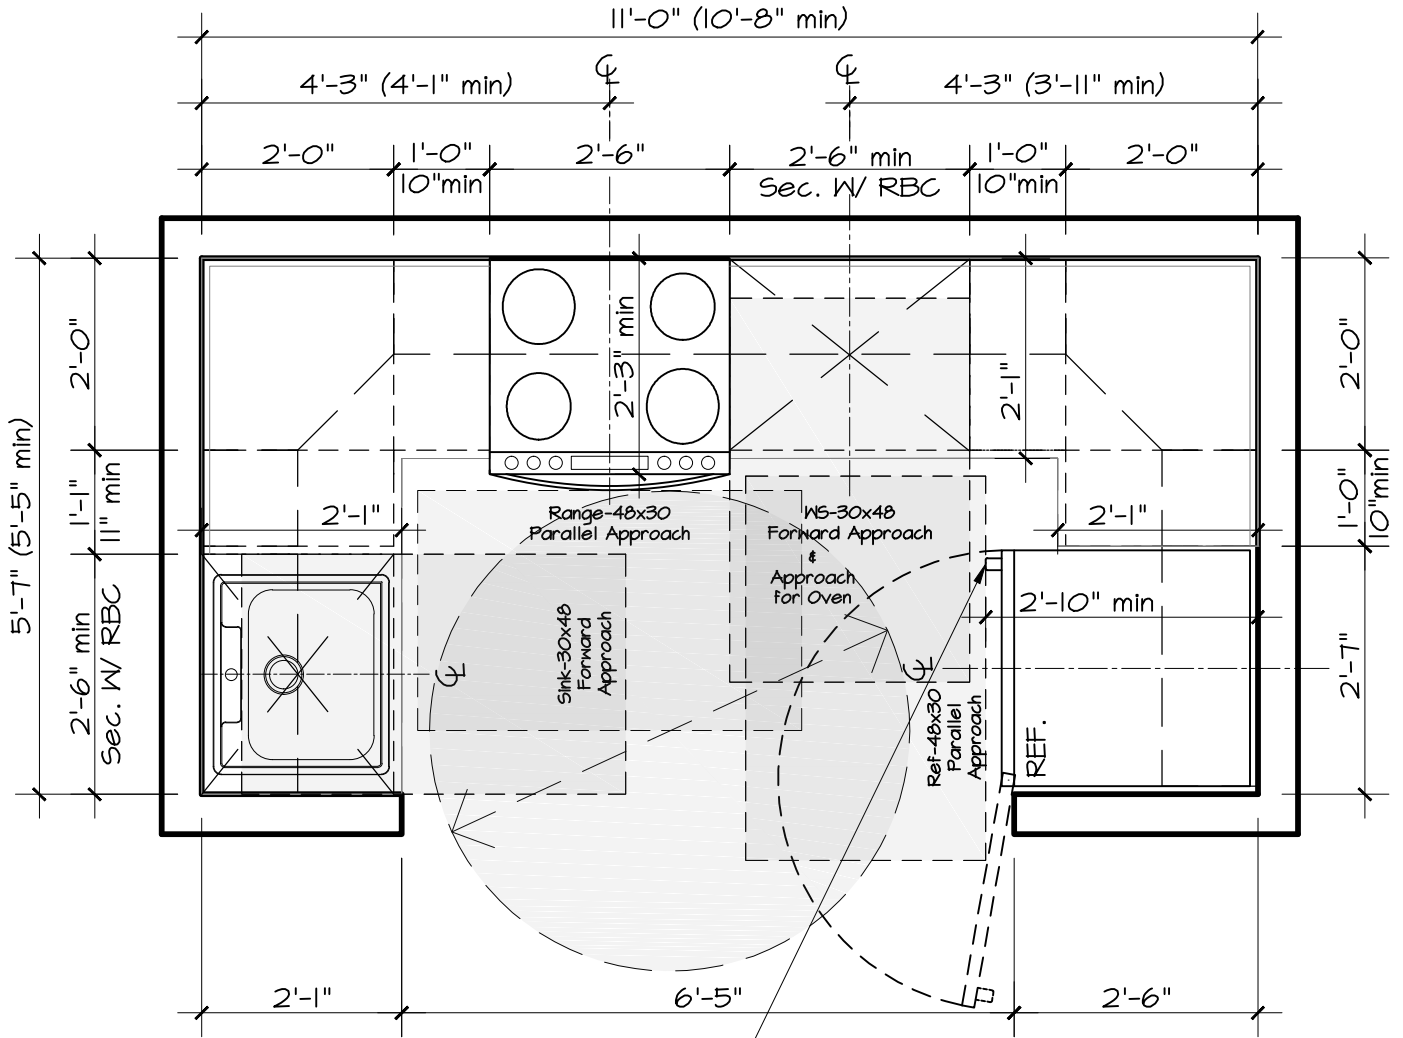 11'-0" (10'-8" min)
4'-3" (4'-1" min)
℄
℄
4'-3" (3'-11" min)
2'-0"
1'-0"
10"min
2'-6"
2'-6" min
Sec. W/ RBC
1'-0"
10"min
2'-0"
5'-7" (5'-5" min)
2'-0"
1'-1"
11" min
2'-6" min
Sec. W/ RBC
2'-3" min
2'-1"
2'-0"
1'-0"
10"min
2'-7"
2'-1"
Range-48x30
Parallel Approach
WS-30x48
Forward Approach
&
Approach
for Oven
2'-1"
2'-10" min
Sink-30x48
Forward
Approach
℄
℄
Ref-48x30
Parallel
Approach
REF.
2'-1"
6'-5"
2'-6"